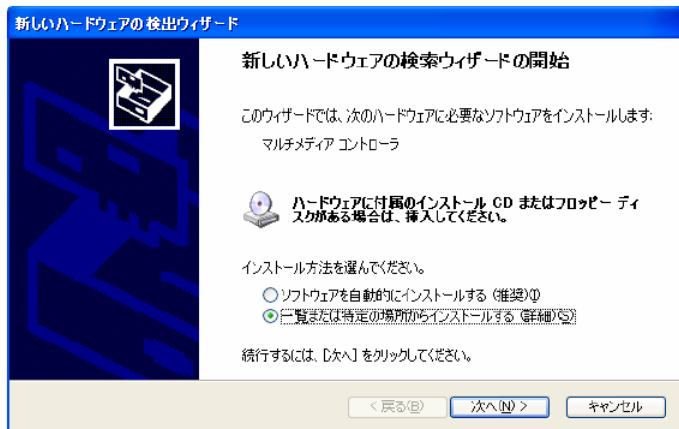 新しいハードウェアの検出ウィザード
新しいハードウェアの検索ウィザードの開始
このウィザードでは、次のハードウェアに必要なソフトウェアをインストールします:
マルチメディア コントローラ
ハードウェアに付属のインストール CD またはフロッピー ディ
スクがある場合は、挿入してください。
インストール方法を選んでください。
ソフトウェアを自動的にインストールする (推奨)(I)
一覧または特定の場所からインストールする (詳細)(S)
続行するには、[次へ] をクリックしてください。
< 戻る(B)
次へ(N) >
キャンセル